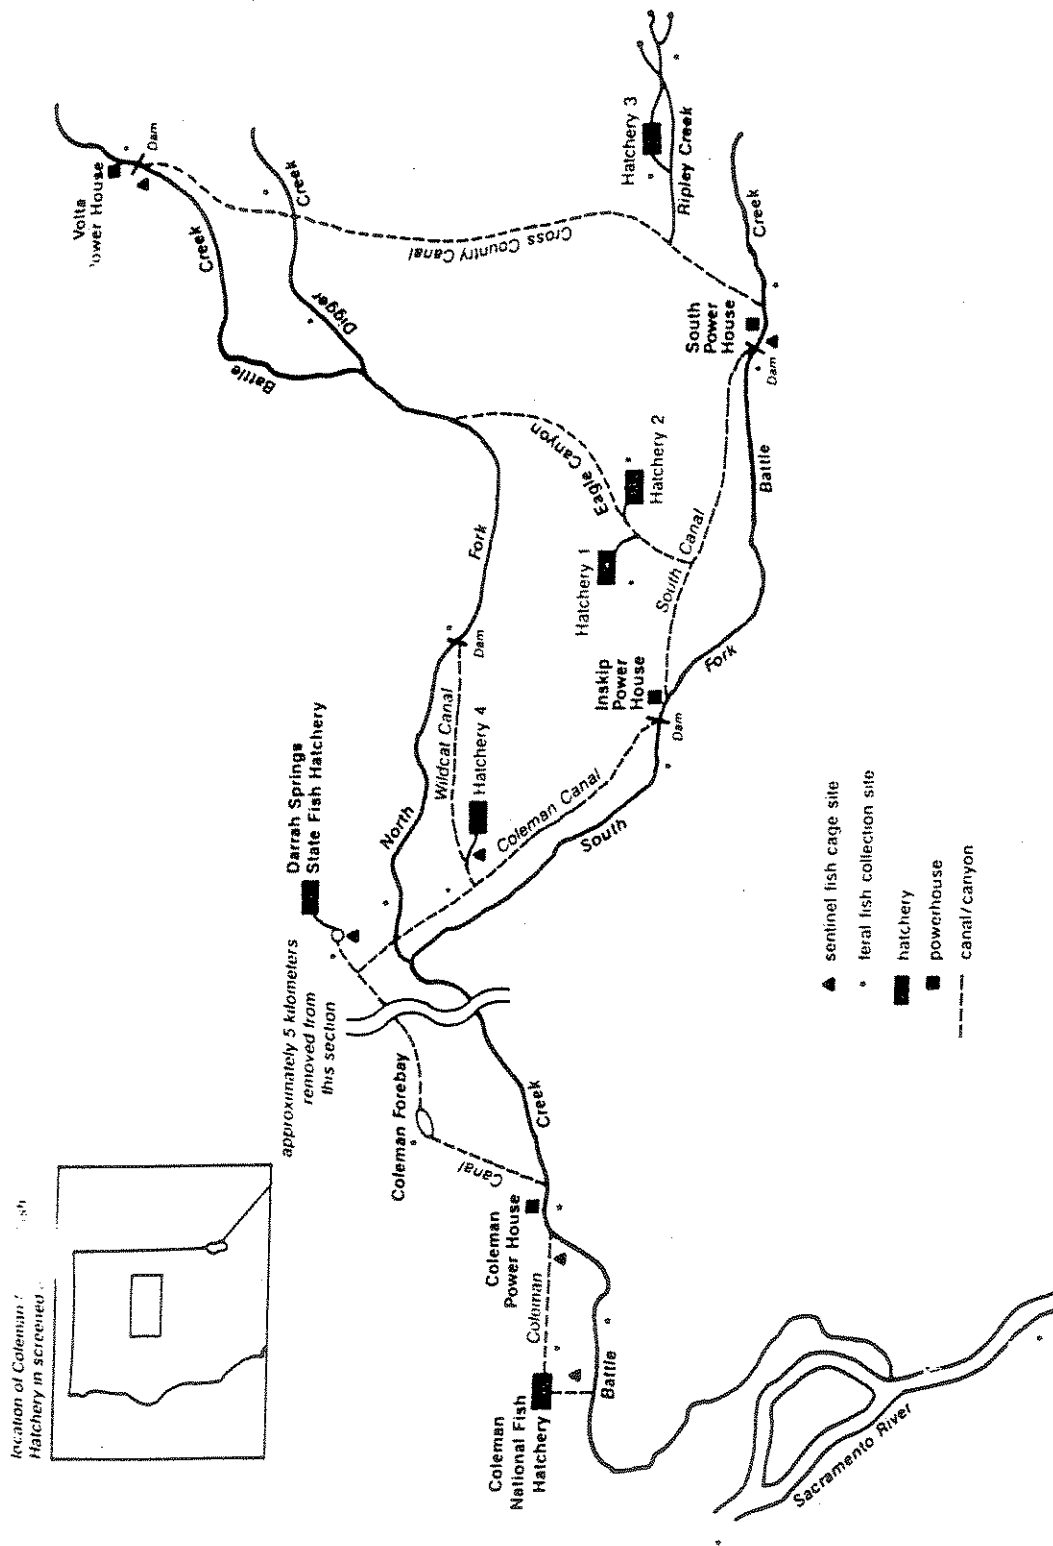 location of Coleman
Hatchery in screened
approximately 5 kilometers
removed from
this section
Coleman
National Fish
Hatchery
Coleman
Power House
Coleman
Canal
Coleman Forebay
Battle
Creek
Sacramento River
Darrah Springs
State Fish Hatchery
North
Fork
Battle
Creek
Wildcat Canal
Hatchery 4
Dam
Coleman Canal
South
Fork
Battle
Creek
Inskip
Power
House
Dam
Hatchery 1
Hatchery 2
Eagle Canyon
South Canal
South
Power
House
Dam
Digger
Creek
Volta
ower House
Dam
Cross Country Canal
Hatchery 3
Ripley Creek
sentinel fish cage site
feral fish collection site
hatchery
powerhouse
canal/canyon